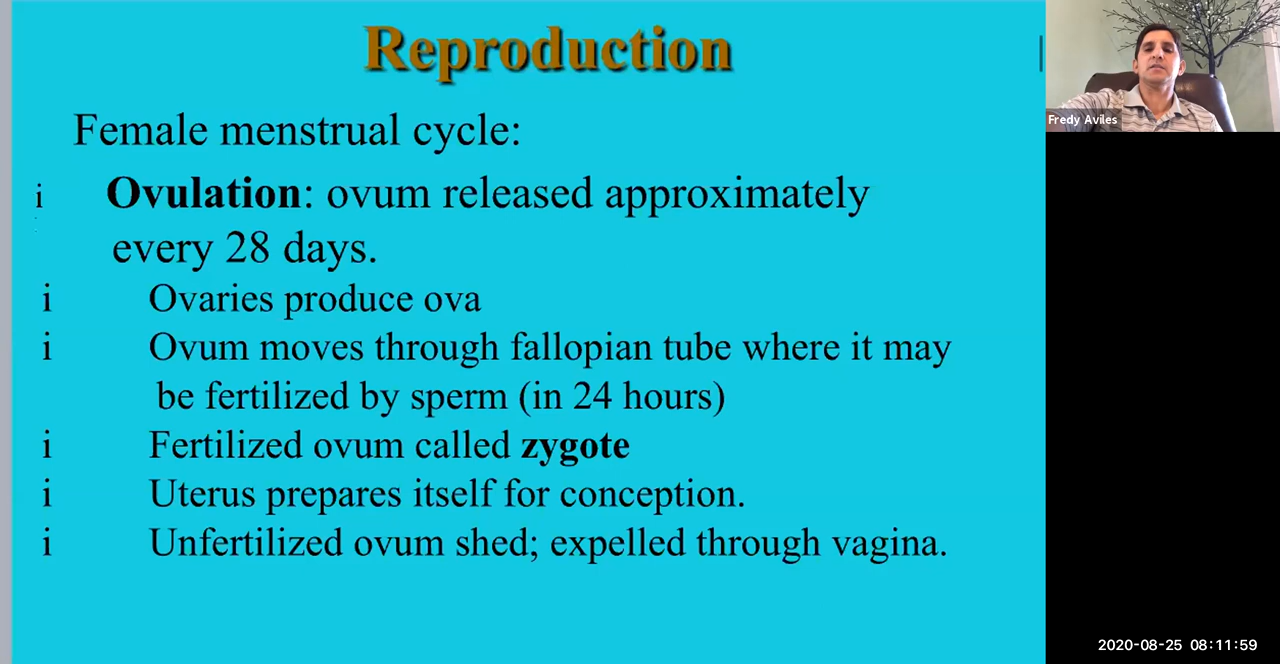 Reproduction
Female menstrual cycle:
i Ovulation: ovum released approximately
every 28 days.
i Ovaries produce ova
i Ovum moves through fallopian tube where it may
be fertilized by sperm (in 24 hours)
i Fertilized ovum called zygote
i Uterus prepares itself for conception.
i Unfertilized ovum shed; expelled through vagina.
Fredy Aviles
2020-08-25 08:11:59